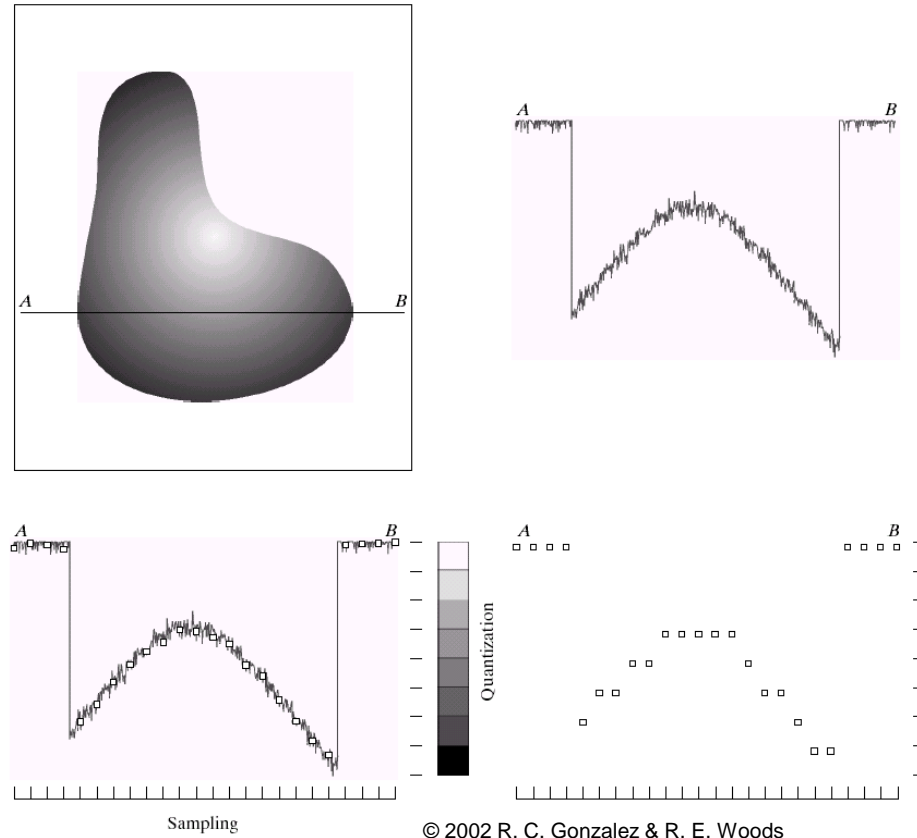 A B
A B
A B
A B
Quantization
Sampling
© 2002 R. C. Gonzalez & R. E. Woods